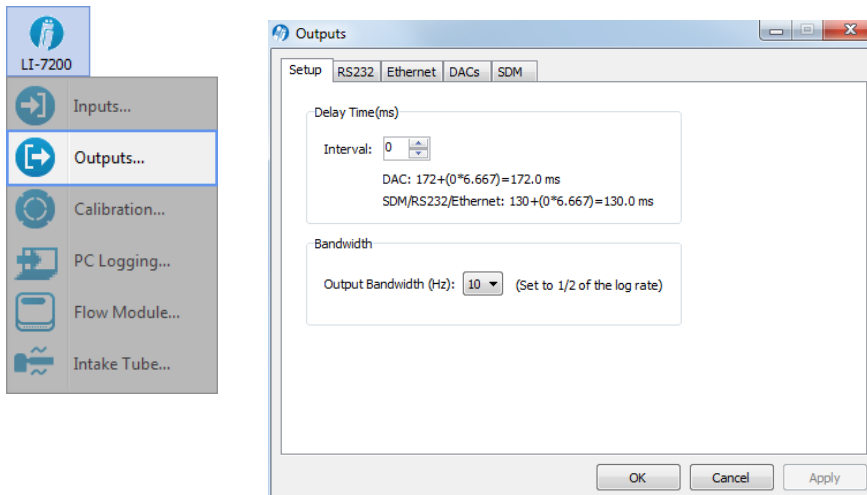 LI-7200
Inputs...
Outputs...
Calibration...
PC Logging...
Flow Module...
Intake Tube...
Outputs
Setup RS232 Ethernet DACs SDM
Delay Time(ms)
Interval: 0
DAC: 172+(0*6.667)=172.0 ms
SDM/RS232/Ethernet: 130+(0*6.667)=130.0 ms
Bandwidth
Output Bandwidth (Hz): 10 (Set to 1/2 of the log rate)
OK Cancel Apply